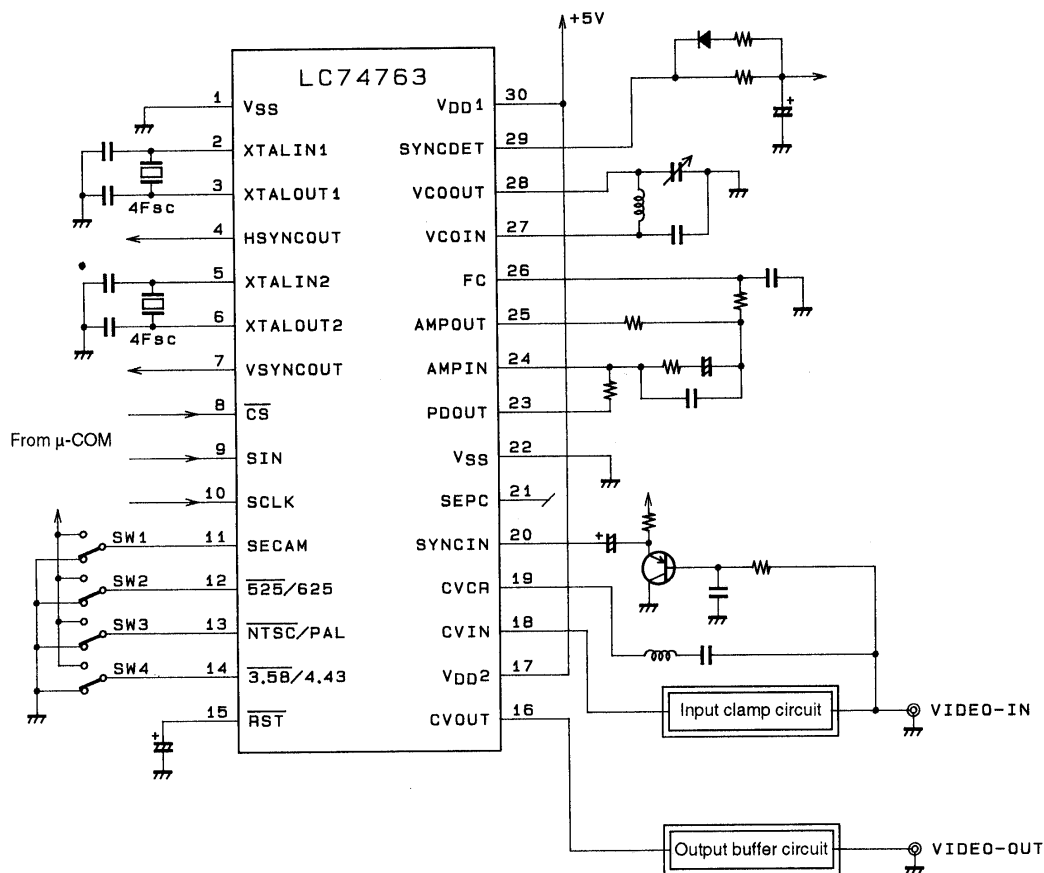 +5V
LC74763
1 VSS
2 XTALIN1
3 XTALOUT1
4Fsc
4 HSYNCOUT
5 XTALIN2
6 XTALOUT2
4Fsc
7 VSYNCOUT
8 CS
From μ-COM
9 SIN
10 SCLK
SW1 11 SECAM
SW2 12 525/625
SW3 13 NTSC/PAL
SW4 14 3.58/4.43
15 RST
+
VDD1 30
SYNCDET 29
+
VCOOUT 28
VCOIN 27
FC 26
AMPOUT 25
AMPIN 24
PDOUT 23
VSS 22
SEPC 21
SYNCIN 20
+
CVCR 19
CVIN 18
VDD2 17
CVOUT 16
Input clamp circuit
VIDEO-IN
Output buffer circuit
VIDEO-OUT